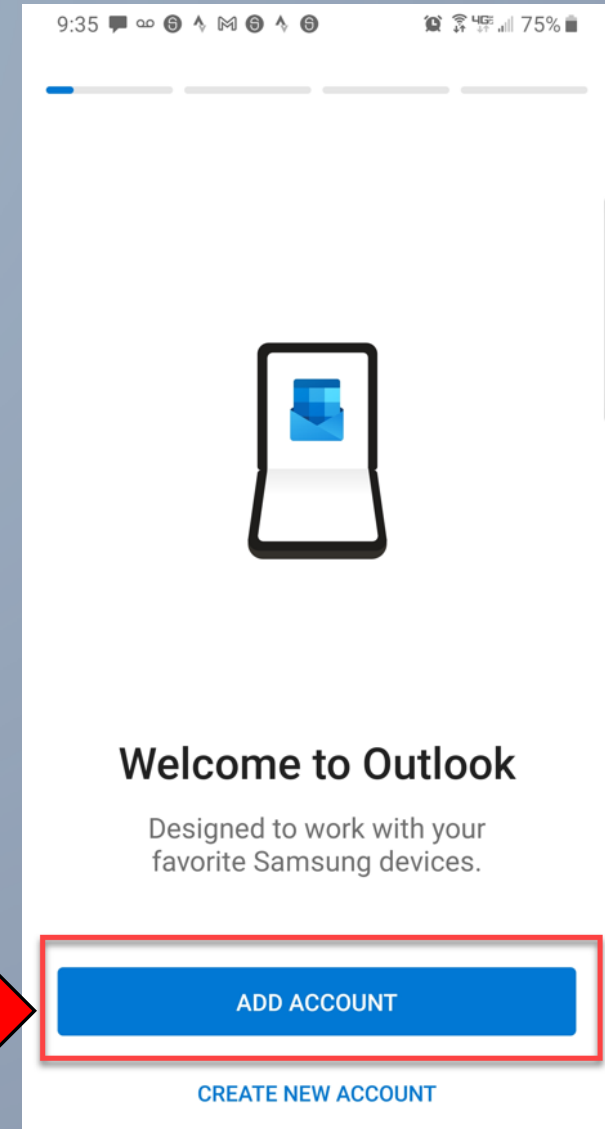 9:35 4GE 75%
Welcome to Outlook
Designed to work with your
favorite Samsung devices.
ADD ACCOUNT
CREATE NEW ACCOUNT